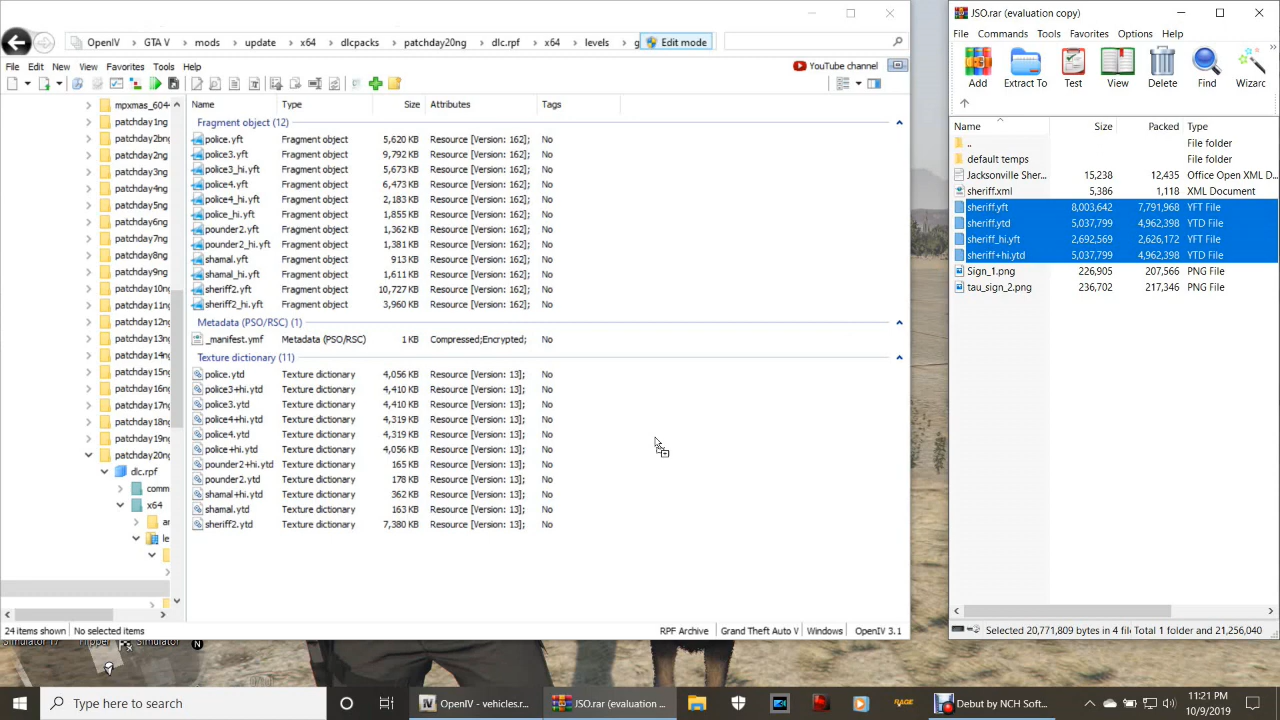 OpenIV
GTA V
mods
update
x64
dlcpacks
patchday20ng
dlc.rpf
x64
levels
g
Edit mode
File Edit New View Favorites Tools Help
YouTube channel
mpxmas_604
patchday1ng
patchday2bng
patchday2ng
patchday3ng
patchday4ng
patchday5ng
patchday6ng
patchday7ng
patchday8ng
patchday9ng
patchday10ng
patchday11ng
patchday12ng
patchday13ng
patchday14ng
patchday15ng
patchday16ng
patchday17ng
patchday18ng
patchday19ng
patchday20ng
dlc.rpf
comm
x64
ar
le
Name Type Size Attributes Tags
Fragment object (12)
police.yft Fragment object 5,620 KB Resource [Version: 162]; No
police3.yft Fragment object 9,792 KB Resource [Version: 162]; No
police3_hi.yft Fragment object 5,673 KB Resource [Version: 162]; No
police4.yft Fragment object 6,473 KB Resource [Version: 162]; No
police4_hi.yft Fragment object 2,183 KB Resource [Version: 162]; No
police_hi.yft Fragment object 1,855 KB Resource [Version: 162]; No
pounder2.yft Fragment object 1,362 KB Resource [Version: 162]; No
pounder2_hi.yft Fragment object 1,381 KB Resource [Version: 162]; No
shamal.yft Fragment object 913 KB Resource [Version: 162]; No
shamal_hi.yft Fragment object 1,611 KB Resource [Version: 162]; No
sheriff2.yft Fragment object 10,727 KB Resource [Version: 162]; No
sheriff2_hi.yft Fragment object 3,960 KB Resource [Version: 162]; No
Metadata (PSO/RSC) (1)
_manifest.ymf Metadata (PSO/RSC) 1 KB Compressed;Encrypted; No
Texture dictionary (11)
police.ytd Texture dictionary 4,056 KB Resource [Version: 13]; No
police3+hi.ytd Texture dictionary 4,410 KB Resource [Version: 13]; No
police3.ytd Texture dictionary 4,410 KB Resource [Version: 13]; No
police4+hi.ytd Texture dictionary 4,319 KB Resource [Version: 13]; No
police4.ytd Texture dictionary 4,319 KB Resource [Version: 13]; No
police+hi.ytd Texture dictionary 4,056 KB Resource [Version: 13]; No
pounder2+hi.ytd Texture dictionary 165 KB Resource [Version: 13]; No
pounder2.ytd Texture dictionary 178 KB Resource [Version: 13]; No
shamal+hi.ytd Texture dictionary 362 KB Resource [Version: 13]; No
shamal.ytd Texture dictionary 163 KB Resource [Version: 13]; No
sheriff2.ytd Texture dictionary 7,380 KB Resource [Version: 13]; No
24 items shown No selected items RPF Archive Grand Theft Auto V Windows OpenIV 3.1
JSO.rar (evaluation copy)
File Commands Tools Favorites Options Help
Add Extract To Test View Delete Find Wizarc
Name Size Packed Type
.. File folder
default temps File folder
Jacksonville Sher... 15,238 12,435 Office Open XML D...
sheriff.xml 5,386 1,118 XML Document
sheriff.yft 8,003,642 7,791,968 YFT File
sheriff.ytd 5,037,799 4,962,398 YTD File
sheriff_hi.yft 2,692,569 2,626,172 YFT File
sheriff+hi.ytd 5,037,799 4,962,398 YTD File
Sign_1.png 226,905 207,566 PNG File
tau_sign_2.png 236,702 217,346 PNG File
Selected 20,771,809 bytes in 4 fil Total 1 folder and 21,256,040
Type here to search
OpenIV - vehicles.r...
JSO.rar (evaluation ...
RAGE
Debut by NCH Soft...
11:21 PM
10/9/2019